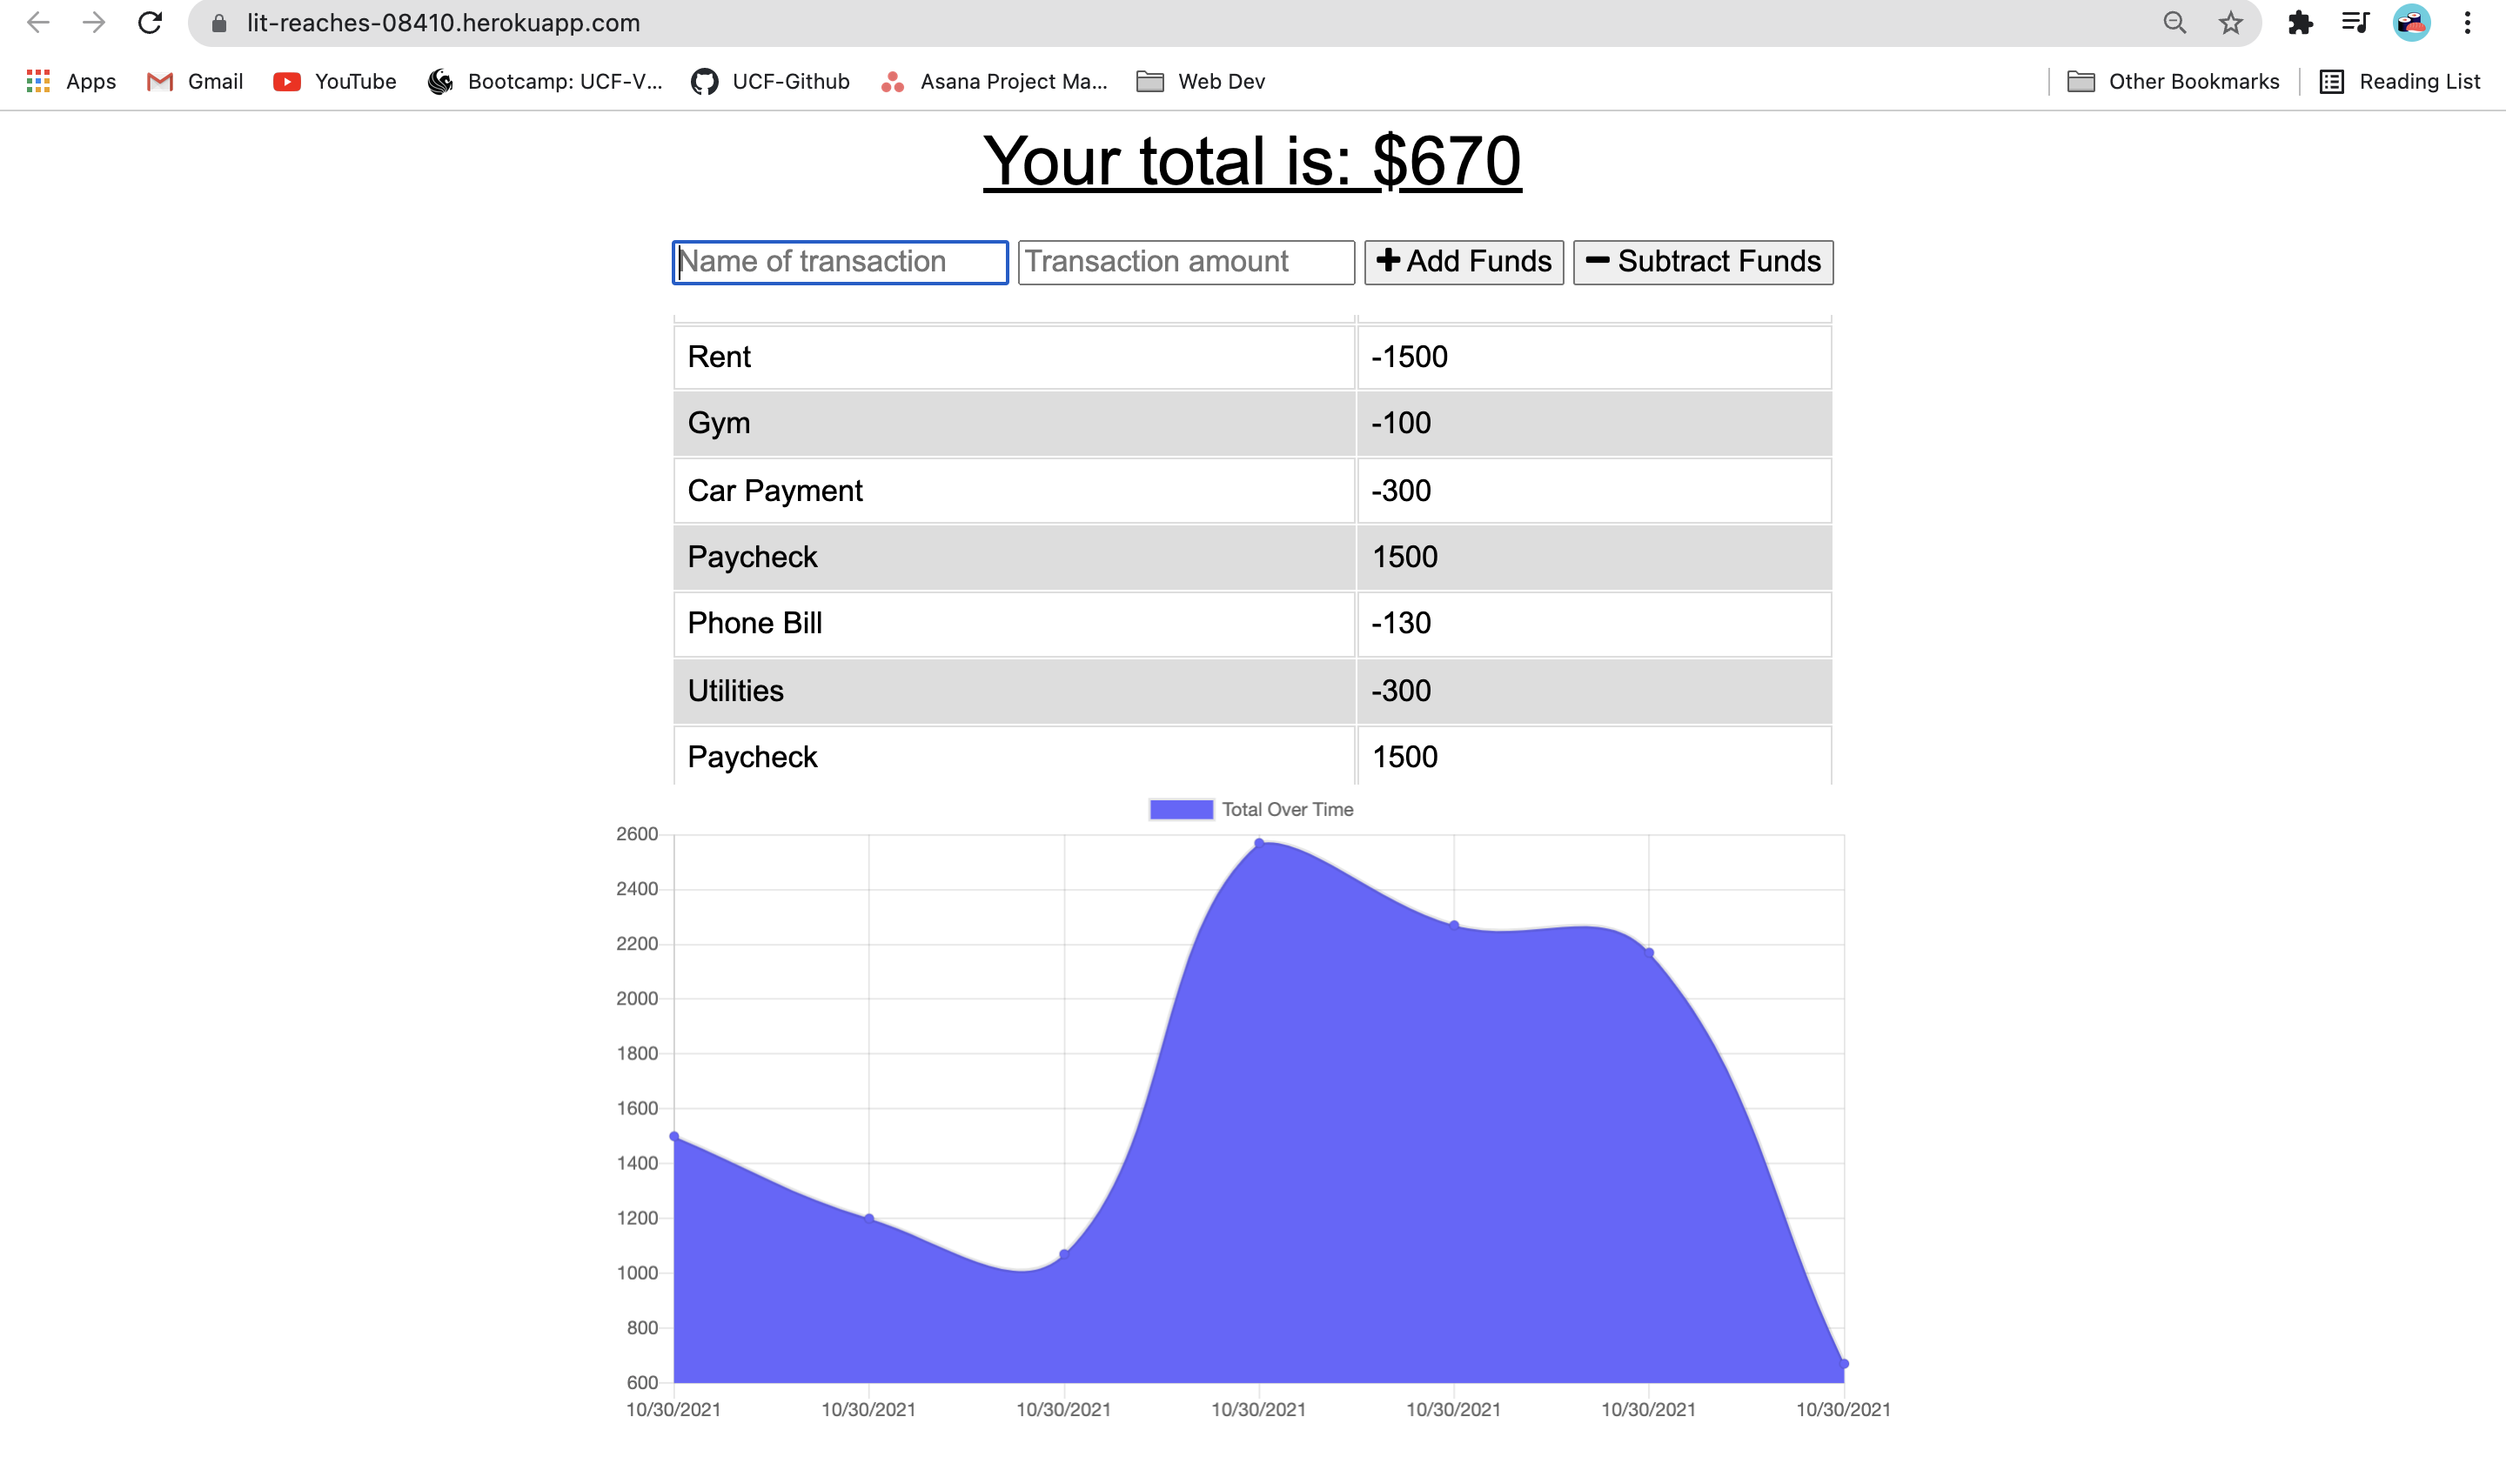 lit-reaches-08410.herokuapp.com
Apps Gmail YouTube Bootcamp: UCF-V... UCF-Github Asana Project Ma... Web Dev Other Bookmarks Reading List
Your total is: $670
Name of transaction Transaction amount Add Funds Subtract Funds
Rent -1500
Gym -100
Car Payment -300
Paycheck 1500
Phone Bill -130
Utilities -300
Paycheck 1500
Total Over Time
2600
2400
2200
2000
1800
1600
1400
1200
1000
800
600
10/30/2021 10/30/2021 10/30/2021 10/30/2021 10/30/2021 10/30/2021 10/30/2021